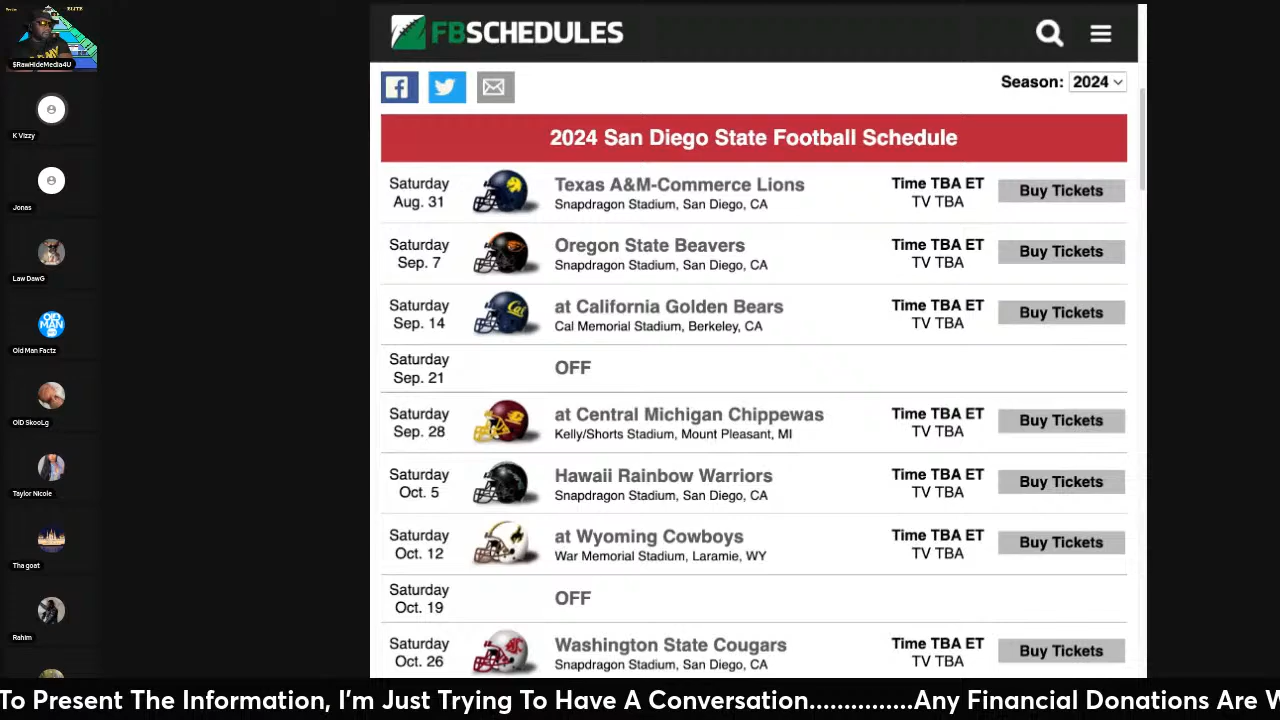 ELITE
$RawHideMedia4U
K Vizzy
Jonas
Law DawG
OLD MAN
Old Man Factz
OlD SkooLg
Taylor Nicole
Tha goat
Rahim
FBSCHEDULES
Season: 2024
2024 San Diego State Football Schedule
Saturday Aug. 31
Texas A&M-Commerce Lions
Snapdragon Stadium, San Diego, CA
Time TBA ET
TV TBA
Buy Tickets
Saturday Sep. 7
Oregon State Beavers
Snapdragon Stadium, San Diego, CA
Time TBA ET
TV TBA
Buy Tickets
Saturday Sep. 14
Cal
at California Golden Bears
Cal Memorial Stadium, Berkeley, CA
Time TBA ET
TV TBA
Buy Tickets
Saturday Sep. 21
OFF
Saturday Sep. 28
at Central Michigan Chippewas
Kelly/Shorts Stadium, Mount Pleasant, MI
Time TBA ET
TV TBA
Buy Tickets
Saturday Oct. 5
Hawaii Rainbow Warriors
Snapdragon Stadium, San Diego, CA
Time TBA ET
TV TBA
Buy Tickets
Saturday Oct. 12
at Wyoming Cowboys
War Memorial Stadium, Laramie, WY
Time TBA ET
TV TBA
Buy Tickets
Saturday Oct. 19
OFF
Saturday Oct. 26
Washington State Cougars
Snapdragon Stadium, San Diego, CA
Time TBA ET
TV TBA
Buy Tickets
To Present The Information, I'm Just Trying To Have A Conversation...............Any Financial Donations Are W